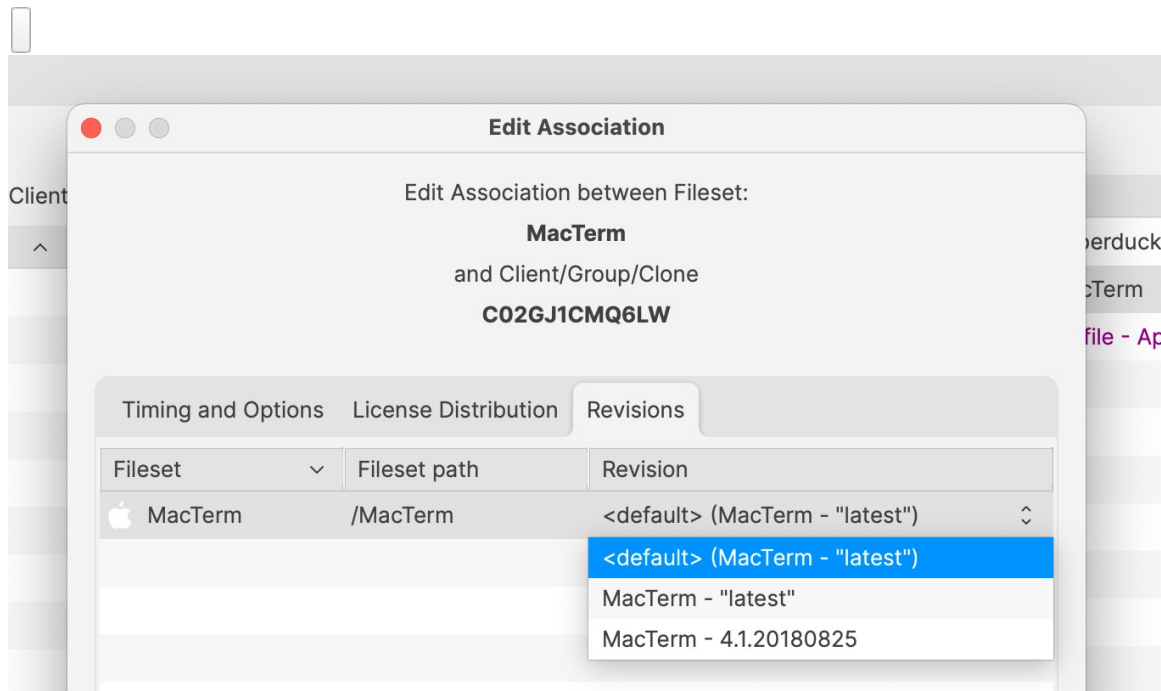 Edit Association
Edit Association between Fileset:
Client
MacTerm
erduck
and Client/Group/Clone
cTerm
C02GJ1CMQ6LW
file - Ap
Timing and Options License Distribution Revisions
Fileset Fileset path Revision
MacTerm /MacTerm <default> (MacTerm - "latest")
<default> (MacTerm - "latest")
MacTerm - "latest"
MacTerm - 4.1.20180825